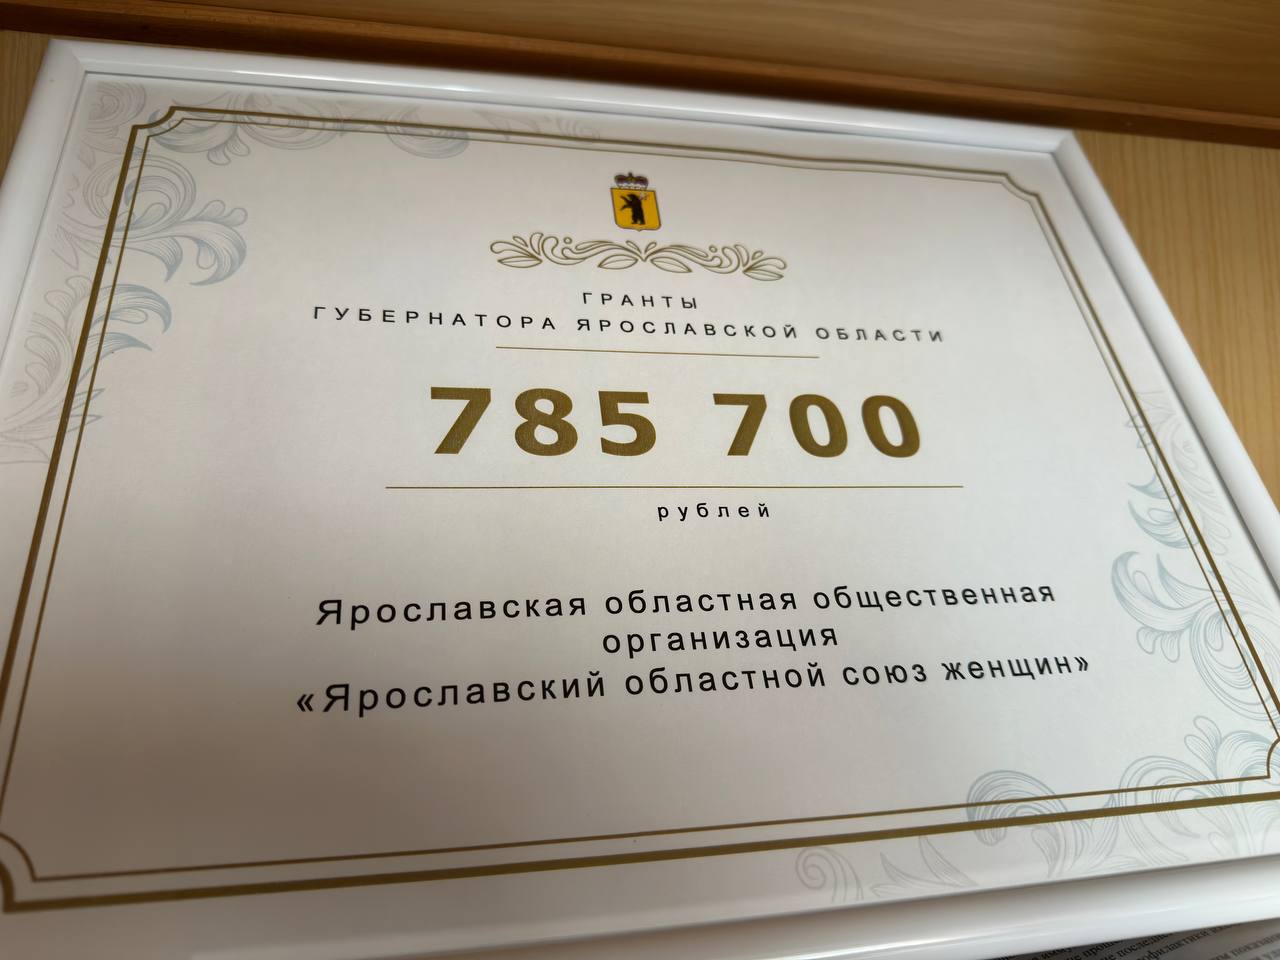 ГРАНТЫ
ГУБЕРНАТОРА ЯРОСЛАВСКОЙ ОБЛАСТИ
785 700
рублей
Ярославская областная общественная
организация
«Ярославский областной союз женщин»